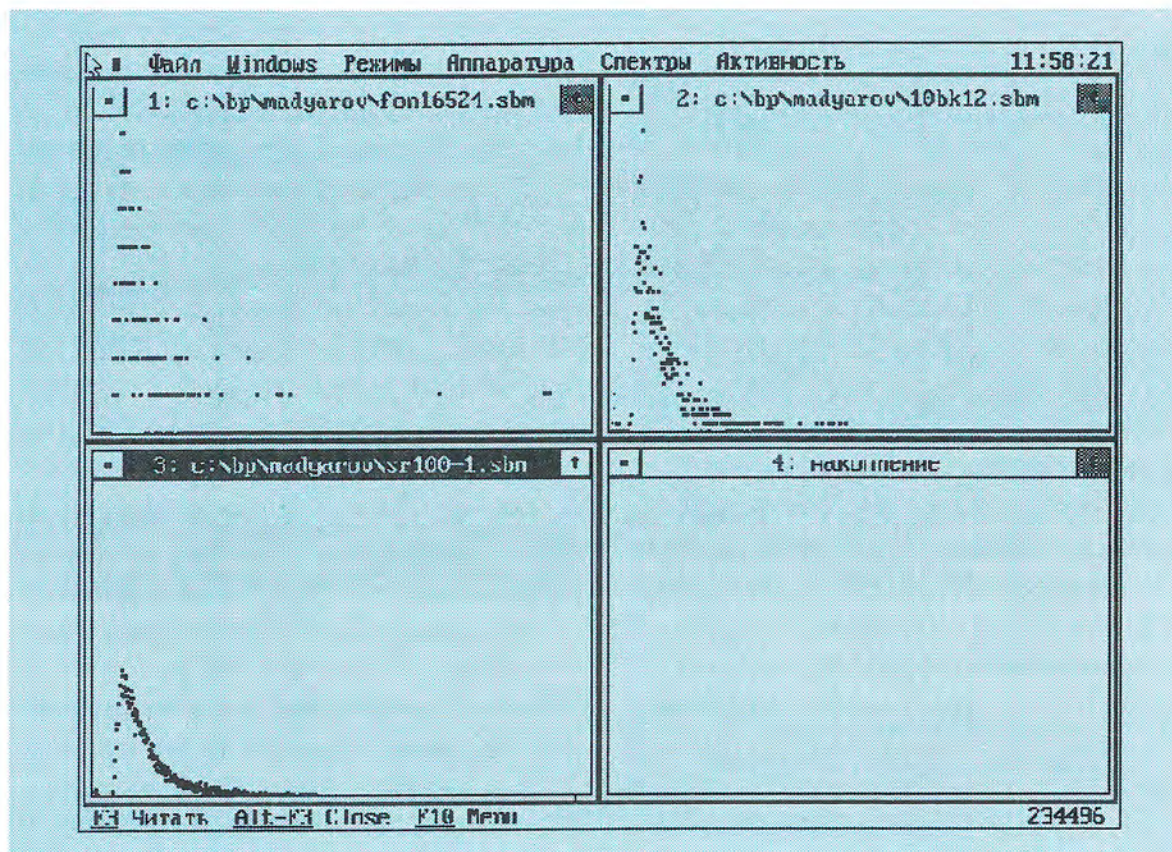 Файл Windows Режимы Аппаратура Спектры Активность 11:58:21
1: c:\bp\madyarov\fon16521.sbm
2: c:\bp\madyarov\10bk12.sbm
3: c:\bp\madyarov\sr100-1.sbm
4: накопление
F3 Читать Alt-F3 Close F10 Menu 234496